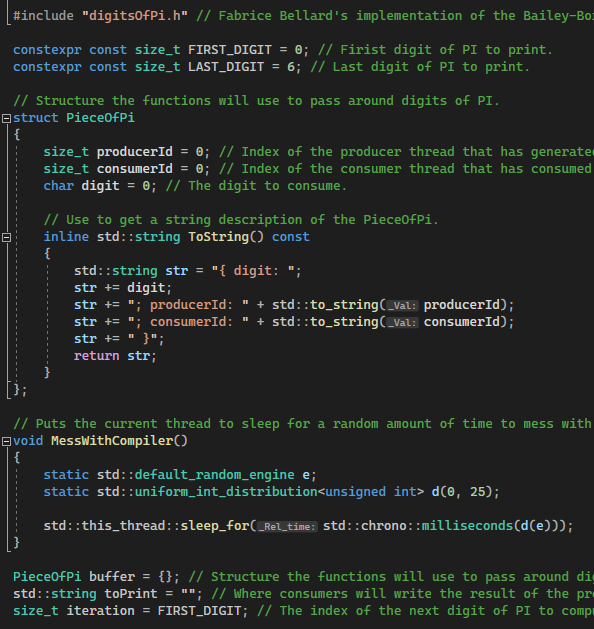 #include "digitsOfPi.h" // Fabrice Bellard's implementation of the Bailey-Bo
constexpr const size_t FIRST_DIGIT = 0; // Firist digit of PI to print.
constexpr const size_t LAST_DIGIT = 6; // Last digit of PI to print.
// Structure the functions will use to pass around digits of PI.
struct PieceOfPi
{
size_t producerId = 0; // Index of the producer thread that has generated
size_t consumerId = 0; // Index of the consumer thread that has consumed
char digit = 0; // The digit to consume.
// Use to get a string description of the PieceOfPi.
inline std::string ToString() const
{
std::string str = "{ digit: ";
str += digit;
str += "; producerId: " + std::to_string(_Val: producerId);
str += "; consumerId: " + std::to_string(_Val: consumerId);
str += " }";
return str;
}
};
// Puts the current thread to sleep for a random amount of time to mess with
void MessWithCompiler()
{
static std::default_random_engine e;
static std::uniform_int_distribution<unsigned int> d(0, 25);
std::this_thread::sleep_for(_Rel_time: std::chrono::milliseconds(d(e)));
}
PieceOfPi buffer = {}; // Structure the functions will use to pass around di
std::string toPrint = ""; // Where consumers will write the result of the pr
size_t iteration = FIRST_DIGIT; // The index of the next digit of PI to comp